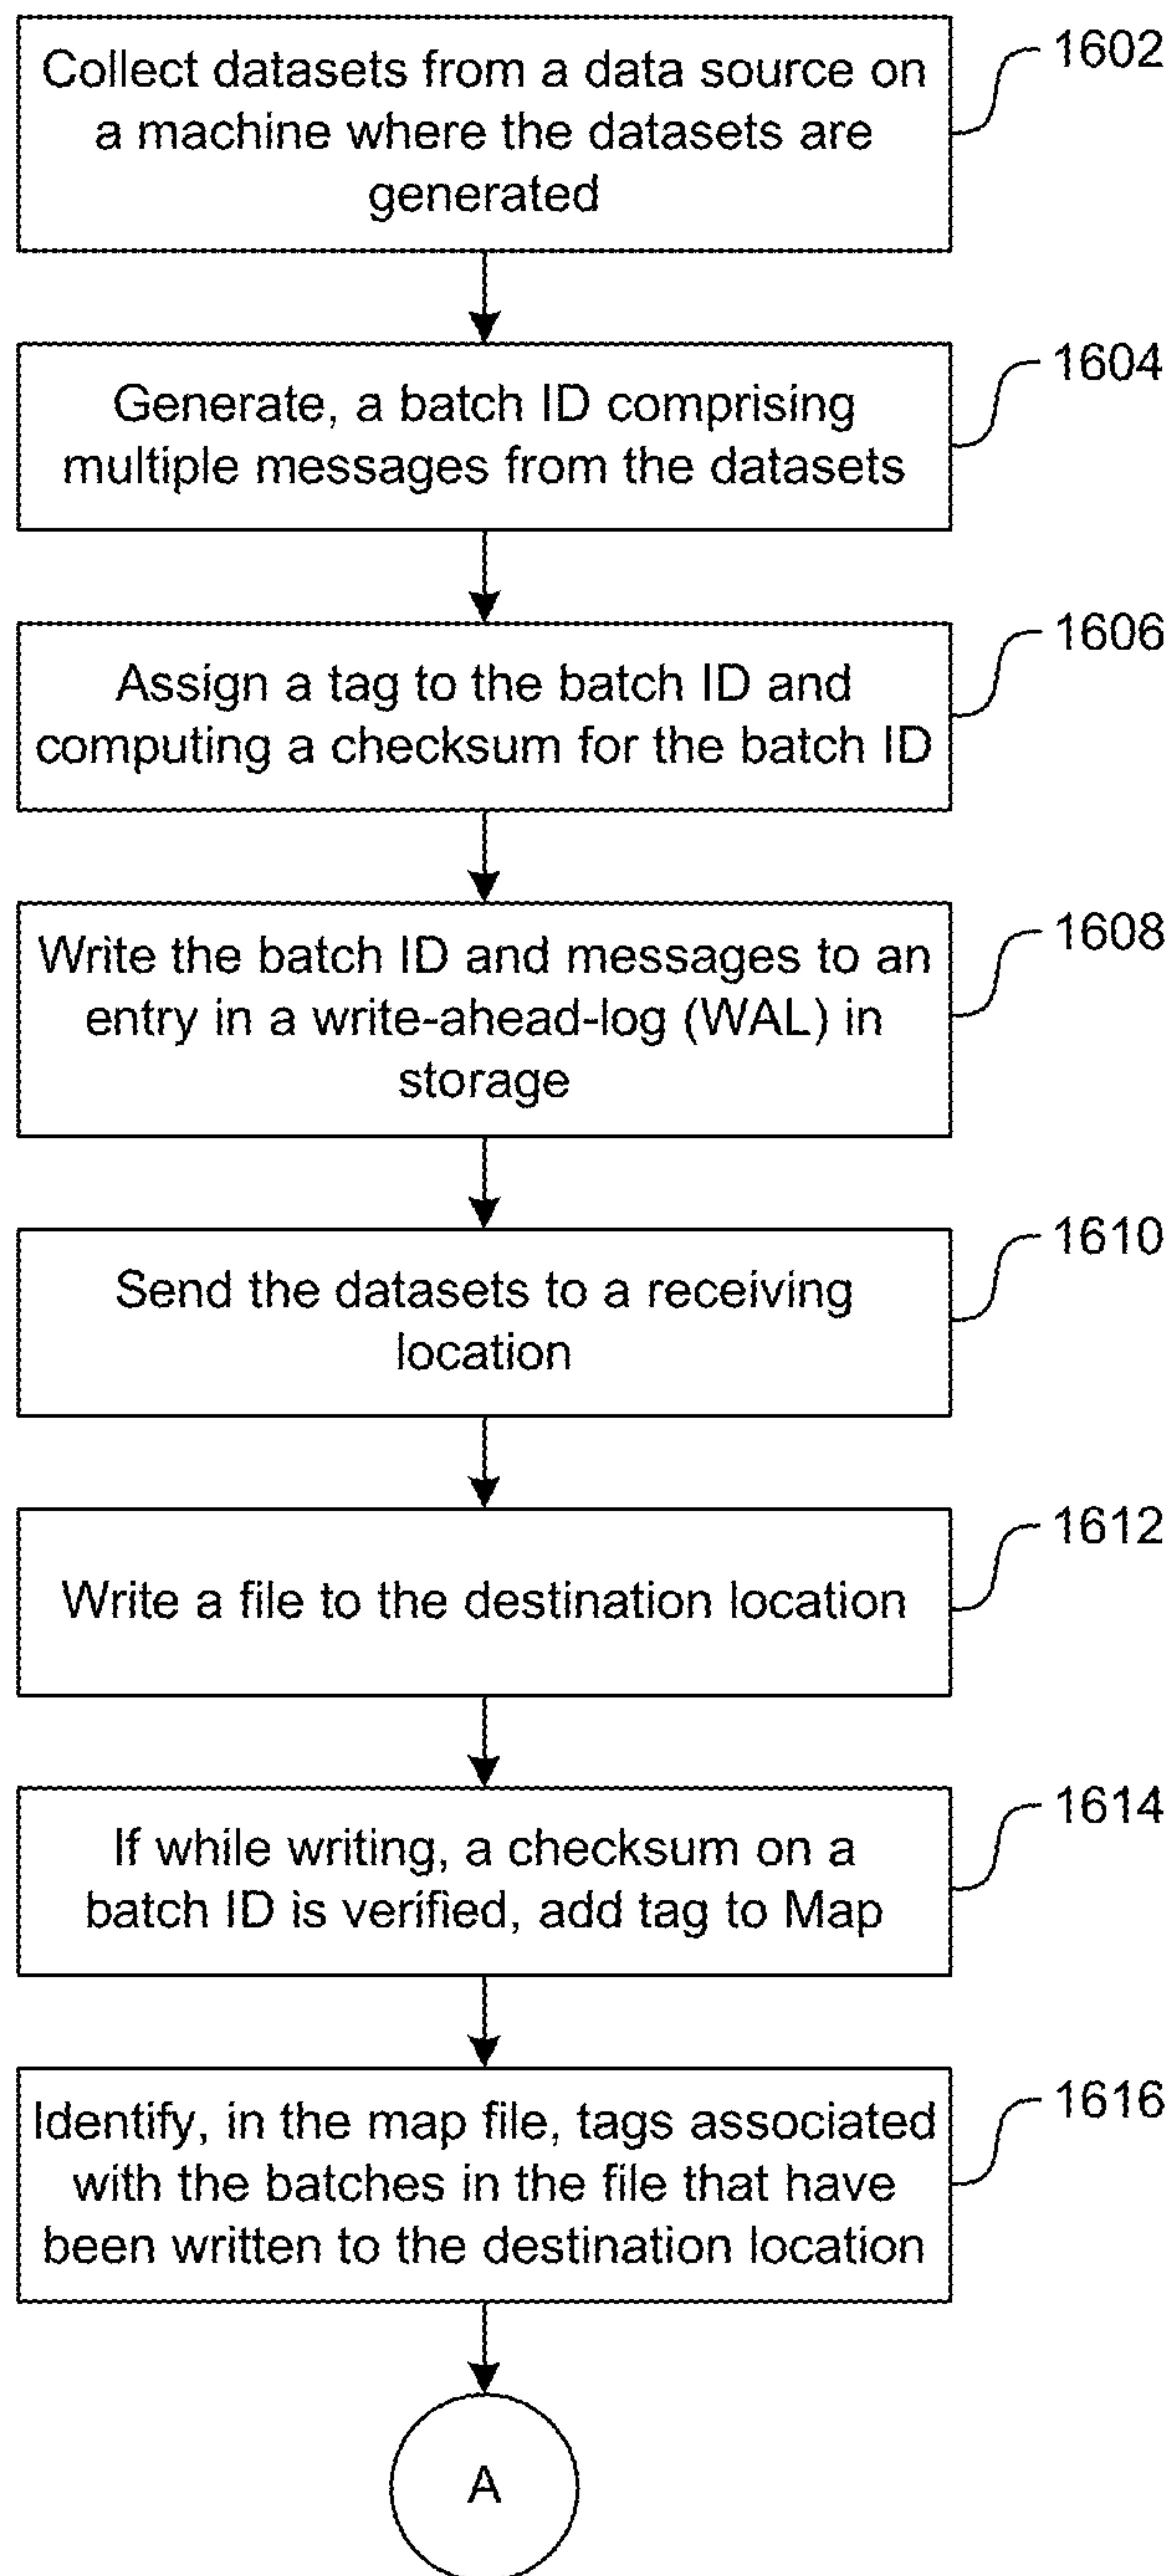 Collect datasets from a data source on
a machine where the datasets are
generated
1602
Generate, a batch ID comprising
multiple messages from the datasets
1604
Assign a tag to the batch ID and
computing a checksum for the batch ID
1606
Write the batch ID and messages to an
entry in a write-ahead-log (WAL) in
storage
1608
Send the datasets to a receiving
location
1610
Write a file to the destination location
1612
If while writing, a checksum on a
batch ID is verified, add tag to Map
1614
Identify, in the map file, tags associated
with the batches in the file that have
been written to the destination location
1616
A